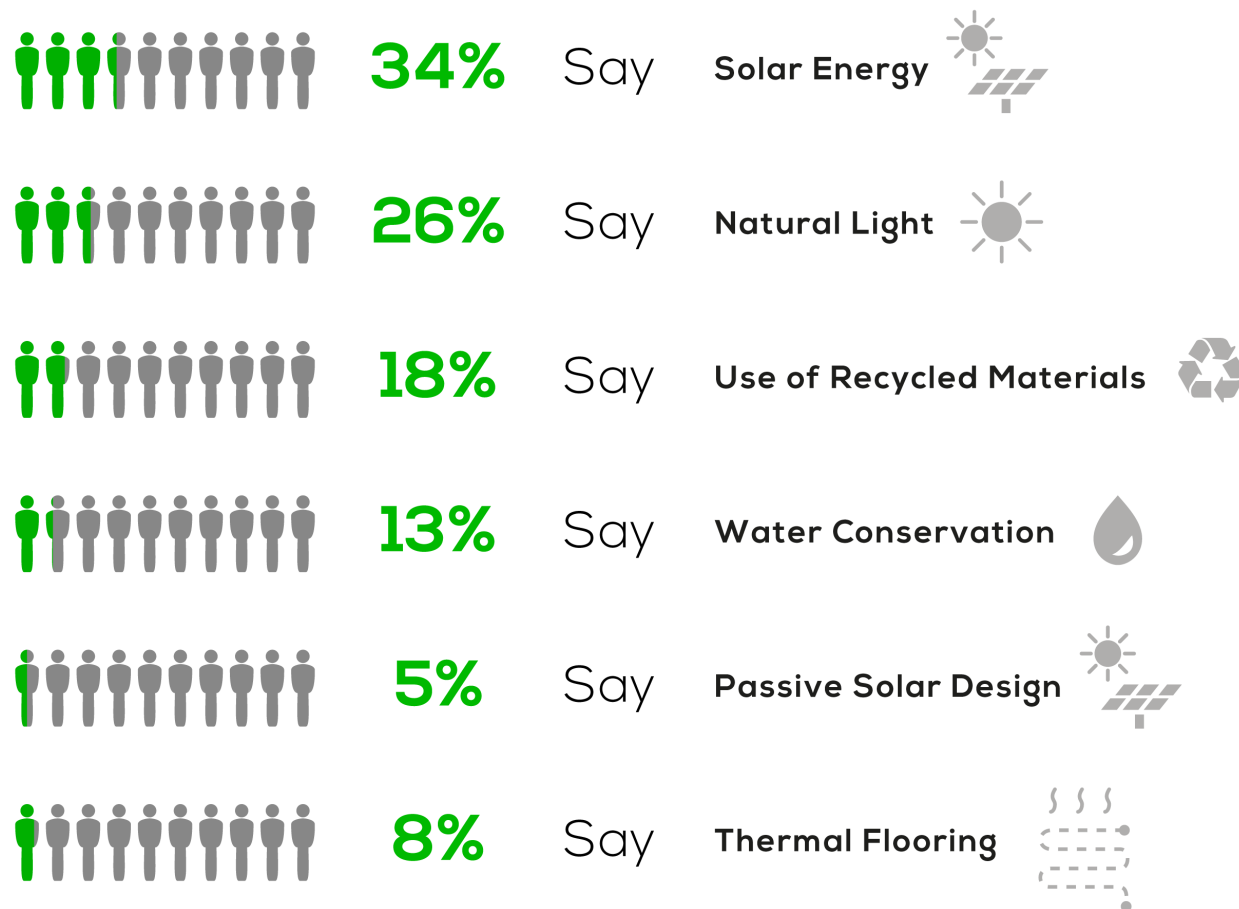 34% Say Solar Energy
26% Say Natural Light
18% Say Use of Recycled Materials
13% Say Water Conservation
5% Say Passive Solar Design
8% Say Thermal Flooring